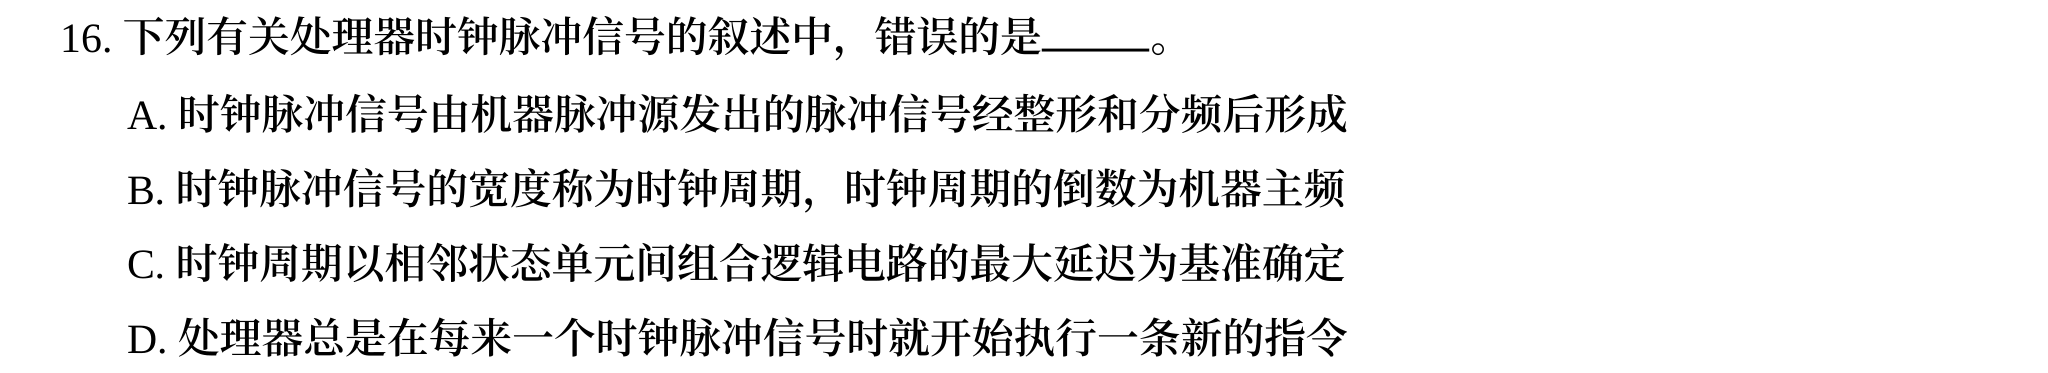 16. 下列有关处理器时钟脉冲信号的叙述中，错误的是_____。
A. 时钟脉冲信号由机器脉冲源发出的脉冲信号经整形和分频后形成
B. 时钟脉冲信号的宽度称为时钟周期，时钟周期的倒数为机器主频
C. 时钟周期以相邻状态单元间组合逻辑电路的最大延迟为基准确定
D. 处理器总是在每来一个时钟脉冲信号时就开始执行一条新的指令